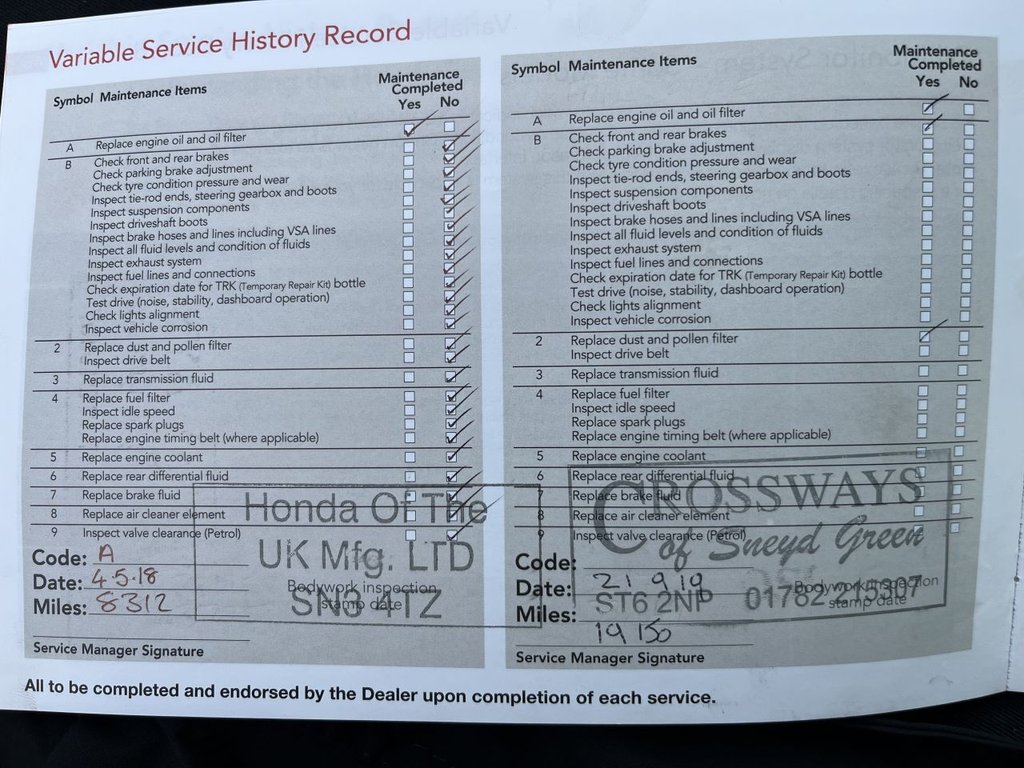 Variable Service History Record
Symbol Maintenance Items Maintenance Completed
Yes No
A Replace engine oil and oil filter
B Check front and rear brakes
Check parking brake adjustment
Check tyre condition pressure and wear
Inspect tie-rod ends, steering gearbox and boots
Inspect suspension components
Inspect driveshaft boots
Inspect brake hoses and lines including VSA lines
Inspect all fluid levels and condition of fluids
Inspect exhaust system
Inspect fuel lines and connections
Check expiration date for TRK (Temporary Repair Kit) bottle
Test drive (noise, stability, dashboard operation)
Check lights alignment
Inspect vehicle corrosion
2 Replace dust and pollen filter
Inspect drive belt
3 Replace transmission fluid
4 Replace fuel filter
Inspect idle speed
Replace spark plugs
Replace engine timing belt (where applicable)
5 Replace engine coolant
6 Replace rear differential fluid
7 Replace brake fluid
8 Replace air cleaner element
9 Inspect valve clearance (Petrol)
Honda Of The
UK Mfg. LTD
SN3 4TZ
Code: A
Date: 4.5.18
Miles: 8312
Bodywork inspection
stamp date
Service Manager Signature
Symbol Maintenance Items Maintenance Completed
Yes No
A Replace engine oil and oil filter
B Check front and rear brakes
Check parking brake adjustment
Check tyre condition pressure and wear
Inspect tie-rod ends, steering gearbox and boots
Inspect suspension components
Inspect driveshaft boots
Inspect brake hoses and lines including VSA lines
Inspect all fluid levels and condition of fluids
Inspect exhaust system
Inspect fuel lines and connections
Check expiration date for TRK (Temporary Repair Kit) bottle
Test drive (noise, stability, dashboard operation)
Check lights alignment
Inspect vehicle corrosion
2 Replace dust and pollen filter
Inspect drive belt
3 Replace transmission fluid
4 Replace fuel filter
Inspect idle speed
Replace spark plugs
Replace engine timing belt (where applicable)
5 Replace engine coolant
6 Replace rear differential fluid
7 Replace brake fluid
8 Replace air cleaner element
9 Inspect valve clearance (Petrol)
CROSSWAYS
of Sneyd Green
ST6 2NP 01782 215307
Code:
Date: 21 9 19
Miles: 19 150
Bodywork inspection
stamp date
Service Manager Signature
All to be completed and endorsed by the Dealer upon completion of each service.